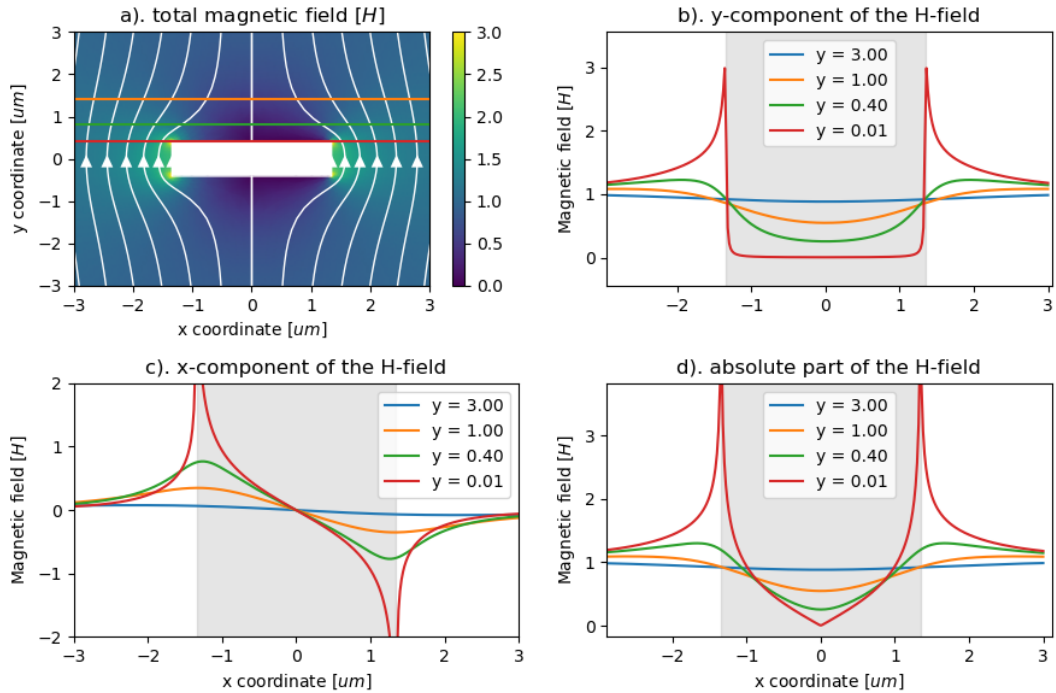 a). total magnetic field [H]
3
2
1
0
−1
−2
−3
y coordinate [um]
−3 −2 −1 0 1 2 3
x coordinate [um]
3.0
2.5
2.0
1.5
1.0
0.5
0.0
b). y-component of the H-field
y = 3.00
y = 1.00
y = 0.40
y = 0.01
3
2
1
0
Magnetic field [H]
−2 −1 0 1 2 3
c). x-component of the H-field
y = 3.00
y = 1.00
y = 0.40
y = 0.01
2
1
0
−1
−2
Magnetic field [H]
−3 −2 −1 0 1 2 3
x coordinate [um]
d). absolute part of the H-field
y = 3.00
y = 1.00
y = 0.40
y = 0.01
3
2
1
0
Magnetic field [H]
−2 −1 0 1 2 3
x coordinate [um]